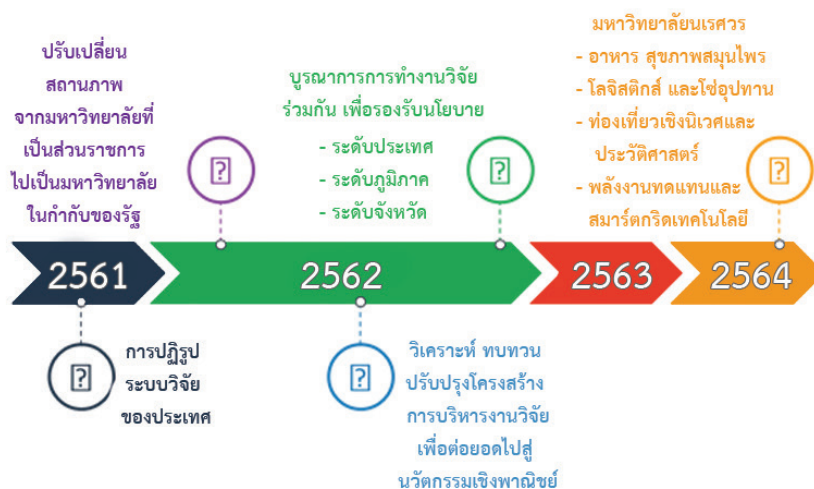 ปรับเปลี่ยน
สถานภาพ
จากมหาวิทยาลัยที่
เป็นส่วนราชการ
ไปเป็นมหาวิทยาลัย
ในกำกับของรัฐ
บูรณาการการทำงานวิจัย
ร่วมกัน เพื่อรองรับนโยบาย
- ระดับประเทศ
- ระดับภูมิภาค
- ระดับจังหวัด
มหาวิทยาลัยนเรศวร
- อาหาร สุขภาพสมุนไพร
- โลจิสติกส์ และโซ่อุปทาน
- ท่องเที่ยวเชิงนิเวศและ
ประวัติศาสตร์
- พลังงานทดแทนและ
สมาร์ตกริดเทคโนโลยี
2561
2562
2563
2564
การปฏิรูป
ระบบวิจัย
ของประเทศ
วิเคราะห์ ทบทวน
ปรับปรุงโครงสร้าง
การบริหารงานวิจัย
เพื่อต่อยอดไปสู่
นวัตกรรมเชิงพาณิชย์